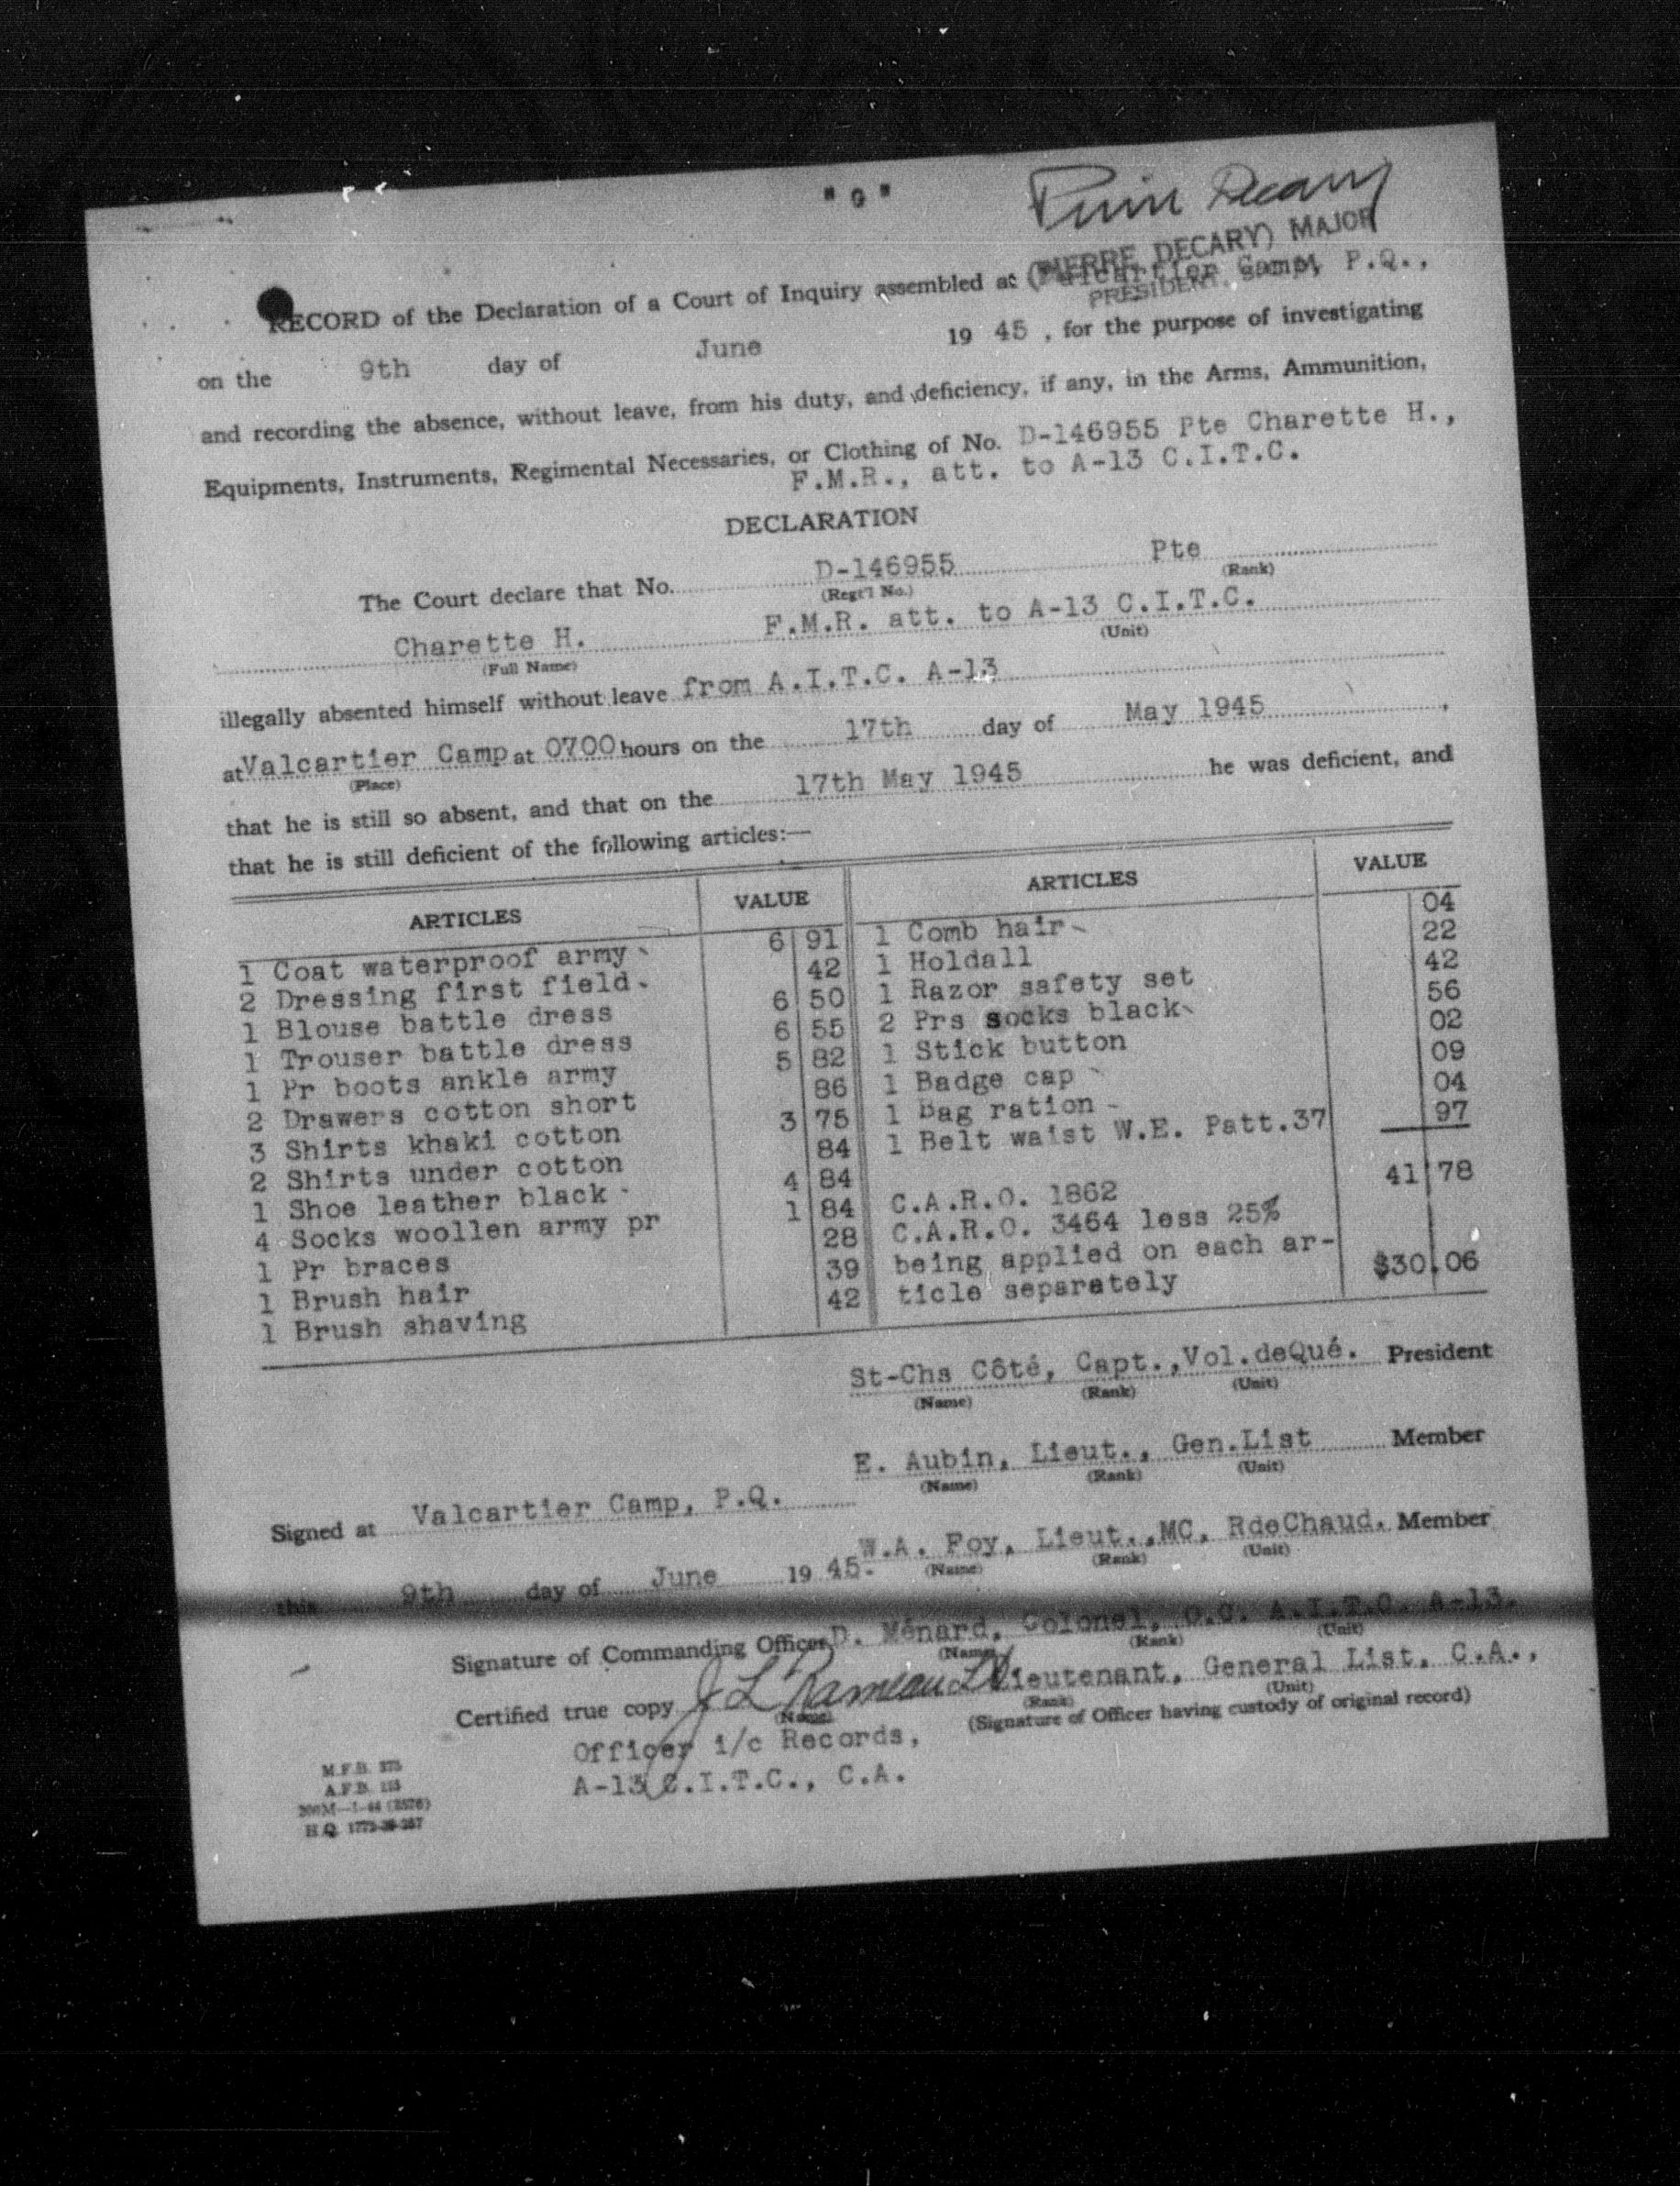 " 9 "
Pierre Decary
(PIERRE DECARY) MAJOR
PRESIDENT,
RECORD of the Declaration of a Court of Inquiry assembled at Valcartier Camp, P.Q.,
on the 9th day of June 19 45 , for the purpose of investigating
and recording the absence, without leave, from his duty, and deficiency, if any, in the Arms, Ammunition,
Equipments, Instruments, Regimental Necessaries, or Clothing of No. D-146955 Pte Charette H.,
F.M.R., att. to A-13 C.I.T.C.
DECLARATION
The Court declare that No. D-146955 Pte
(Regt'l No.) (Rank)
Charette H. F.M.R. att. to A-13 C.I.T.C.
(Full Name) (Unit)
illegally absented himself without leave from A.I.T.C. A-13
at Valcartier Camp at 0700 hours on the 17th day of May 1945,
(Place)
that he is still so absent, and that on the 17th May 1945 he was deficient, and
that he is still deficient of the following articles:—
ARTICLES VALUE ARTICLES VALUE
1 Coat waterproof army 6 91 1 Comb hair 04
2 Dressing first field. 42 1 Holdall 22
1 Blouse battle dress 6 50 1 Razor safety set 42
1 Trouser battle dress 6 55 2 Prs socks black 56
1 Pr boots ankle army 5 82 1 Stick button 02
2 Drawers cotton short 86 1 Badge cap 09
3 Shirts khaki cotton 3 75 1 Bag ration 04
2 Shirts under cotton 84 1 Belt waist W.E. Patt.37 97
1 Shoe leather black 4 84
41 78
4 Socks woollen army pr 1 84 C.A.R.O. 1862
1 Pr braces 28 C.A.R.O. 3464 less 25%
1 Brush hair 39 being applied on each ar-
1 Brush shaving 42 ticle separately $30.06
St-Chs Côté, Capt.,Vol.deQué. President
(Name) (Rank) (Unit)
E. Aubin, Lieut., Gen.List Member
(Name) (Rank) (Unit)
Signed at Valcartier Camp, P.Q.
W.A. Foy, Lieut.,MC, RdeChaud. Member
(Name) (Rank) (Unit)
this 9th day of June 19 45.
Signature of Commanding Officer D. Ménard, Colonel, O.C. A.I.T.C. A-13.
(Name) (Rank) (Unit)
Certified true copy J L Rameau Lt Lieutenant, General List, C.A.,
(Name) (Rank) (Unit)
(Signature of Officer having custody of original record)
Officer i/c Records,
A-13 C.I.T.C., C.A.
M.F.B. 375
A.F.B. 115
H.Q. 1772-39-257